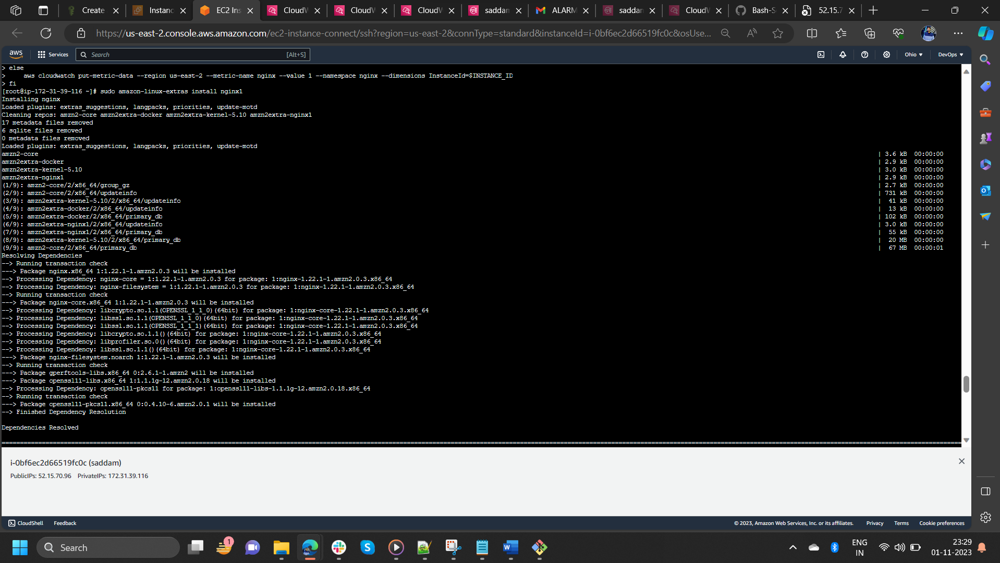 Create
Instanc
EC2 Ins
CloudW
CloudW
CloudW
saddam
ALARM
saddam
CloudW
Bash-S
52.15.7
https://us-east-2.console.aws.amazon.com/ec2-instance-connect/ssh?region=us-east-2&connType=standard&instanceId=i-0bf6ec2d66519fc0c&osUse...
aws Services Search [Alt+S] Ohio DevOps
> else
>     aws cloudwatch put-metric-data --region us-east-2 --metric-name nginx --value 1 --namespace nginx --dimensions InstanceId=$INSTANCE_ID
> fi
[root@ip-172-31-39-116 ~]# sudo amazon-linux-extras install nginx1
Installing nginx
Loaded plugins: extras_suggestions, langpacks, priorities, update-motd
Cleaning repos: amzn2-core amzn2extra-docker amzn2extra-kernel-5.10 amzn2extra-nginx1
17 metadata files removed
6 sqlite files removed
0 metadata files removed
Loaded plugins: extras_suggestions, langpacks, priorities, update-motd
amzn2-core | 3.6 kB 00:00:00
amzn2extra-docker | 2.9 kB 00:00:00
amzn2extra-kernel-5.10 | 3.0 kB 00:00:00
amzn2extra-nginx1 | 2.9 kB 00:00:00
(1/9): amzn2-core/2/x86_64/group_gz | 2.7 kB 00:00:00
(2/9): amzn2-core/2/x86_64/updateinfo | 731 kB 00:00:00
(3/9): amzn2extra-kernel-5.10/2/x86_64/updateinfo | 41 kB 00:00:00
(4/9): amzn2extra-docker/2/x86_64/updateinfo | 13 kB 00:00:00
(5/9): amzn2extra-docker/2/x86_64/primary_db | 102 kB 00:00:00
(6/9): amzn2extra-nginx1/2/x86_64/updateinfo | 3.0 kB 00:00:00
(7/9): amzn2extra-nginx1/2/x86_64/primary_db | 55 kB 00:00:00
(8/9): amzn2extra-kernel-5.10/2/x86_64/primary_db | 20 MB 00:00:00
(9/9): amzn2-core/2/x86_64/primary_db | 67 MB 00:00:01
Resolving Dependencies
--> Running transaction check
---> Package nginx.x86_64 1:1.22.1-1.amzn2.0.3 will be installed
--> Processing Dependency: nginx-core = 1:1.22.1-1.amzn2.0.3 for package: 1:nginx-1.22.1-1.amzn2.0.3.x86_64
--> Processing Dependency: nginx-filesystem = 1:1.22.1-1.amzn2.0.3 for package: 1:nginx-1.22.1-1.amzn2.0.3.x86_64
--> Running transaction check
---> Package nginx-core.x86_64 1:1.22.1-1.amzn2.0.3 will be installed
--> Processing Dependency: libcrypto.so.1.1(OPENSSL_1_1_0)(64bit) for package: 1:nginx-core-1.22.1-1.amzn2.0.3.x86_64
--> Processing Dependency: libssl.so.1.1(OPENSSL_1_1_0)(64bit) for package: 1:nginx-core-1.22.1-1.amzn2.0.3.x86_64
--> Processing Dependency: libssl.so.1.1(OPENSSL_1_1_1)(64bit) for package: 1:nginx-core-1.22.1-1.amzn2.0.3.x86_64
--> Processing Dependency: libcrypto.so.1.1()(64bit) for package: 1:nginx-core-1.22.1-1.amzn2.0.3.x86_64
--> Processing Dependency: libprofiler.so.0()(64bit) for package: 1:nginx-core-1.22.1-1.amzn2.0.3.x86_64
--> Processing Dependency: libssl.so.1.1()(64bit) for package: 1:nginx-core-1.22.1-1.amzn2.0.3.x86_64
---> Package nginx-filesystem.noarch 1:1.22.1-1.amzn2.0.3 will be installed
--> Running transaction check
---> Package gperftools-libs.x86_64 0:2.6.1-1.amzn2 will be installed
---> Package openssl11-libs.x86_64 1:1.1.1g-12.amzn2.0.18 will be installed
--> Processing Dependency: openssl11-pkcs11 for package: 1:openssl11-libs-1.1.1g-12.amzn2.0.18.x86_64
--> Running transaction check
---> Package openssl11-pkcs11.x86_64 0:0.4.10-6.amzn2.0.1 will be installed
--> Finished Dependency Resolution
Dependencies Resolved
i-0bf6ec2d66519fc0c (saddam)
PublicIPs: 52.15.70.96 PrivateIPs: 172.31.39.116
CloudShell Feedback © 2023, Amazon Web Services, Inc. or its affiliates. Privacy Terms Cookie preferences
Search 1 ENG 23:29
IN 01-11-2023